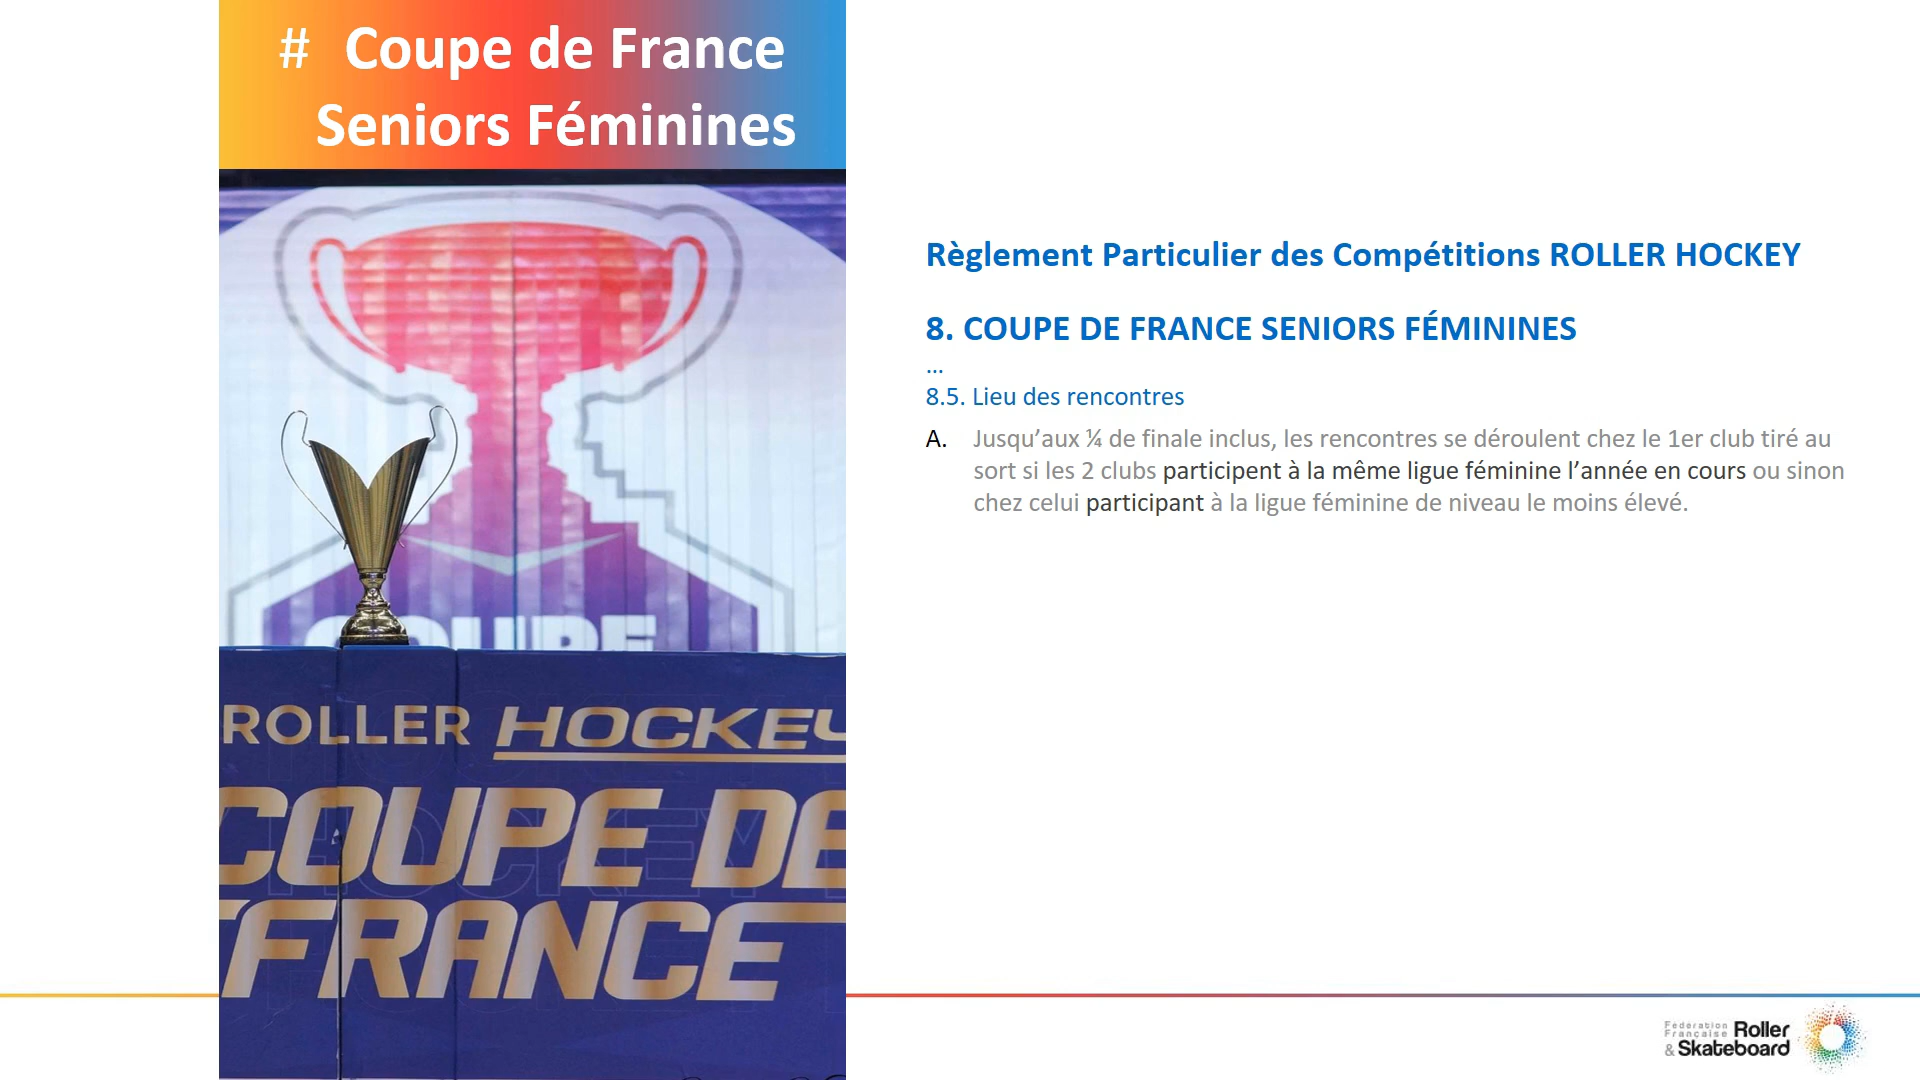 # Coupe de France
Seniors Féminines
COUPE
ROLLER HOCKEY
COUPE DE
FRANCE
Règlement Particulier des Compétitions ROLLER HOCKEY
8. COUPE DE FRANCE SENIORS FÉMININES
...
8.5. Lieu des rencontres
A. Jusqu’aux ¼ de finale inclus, les rencontres se déroulent chez le 1er club tiré au
sort si les 2 clubs participent à la même ligue féminine l’année en cours ou sinon
chez celui participant à la ligue féminine de niveau le moins élevé.
Fédération
Française Roller
& Skateboard